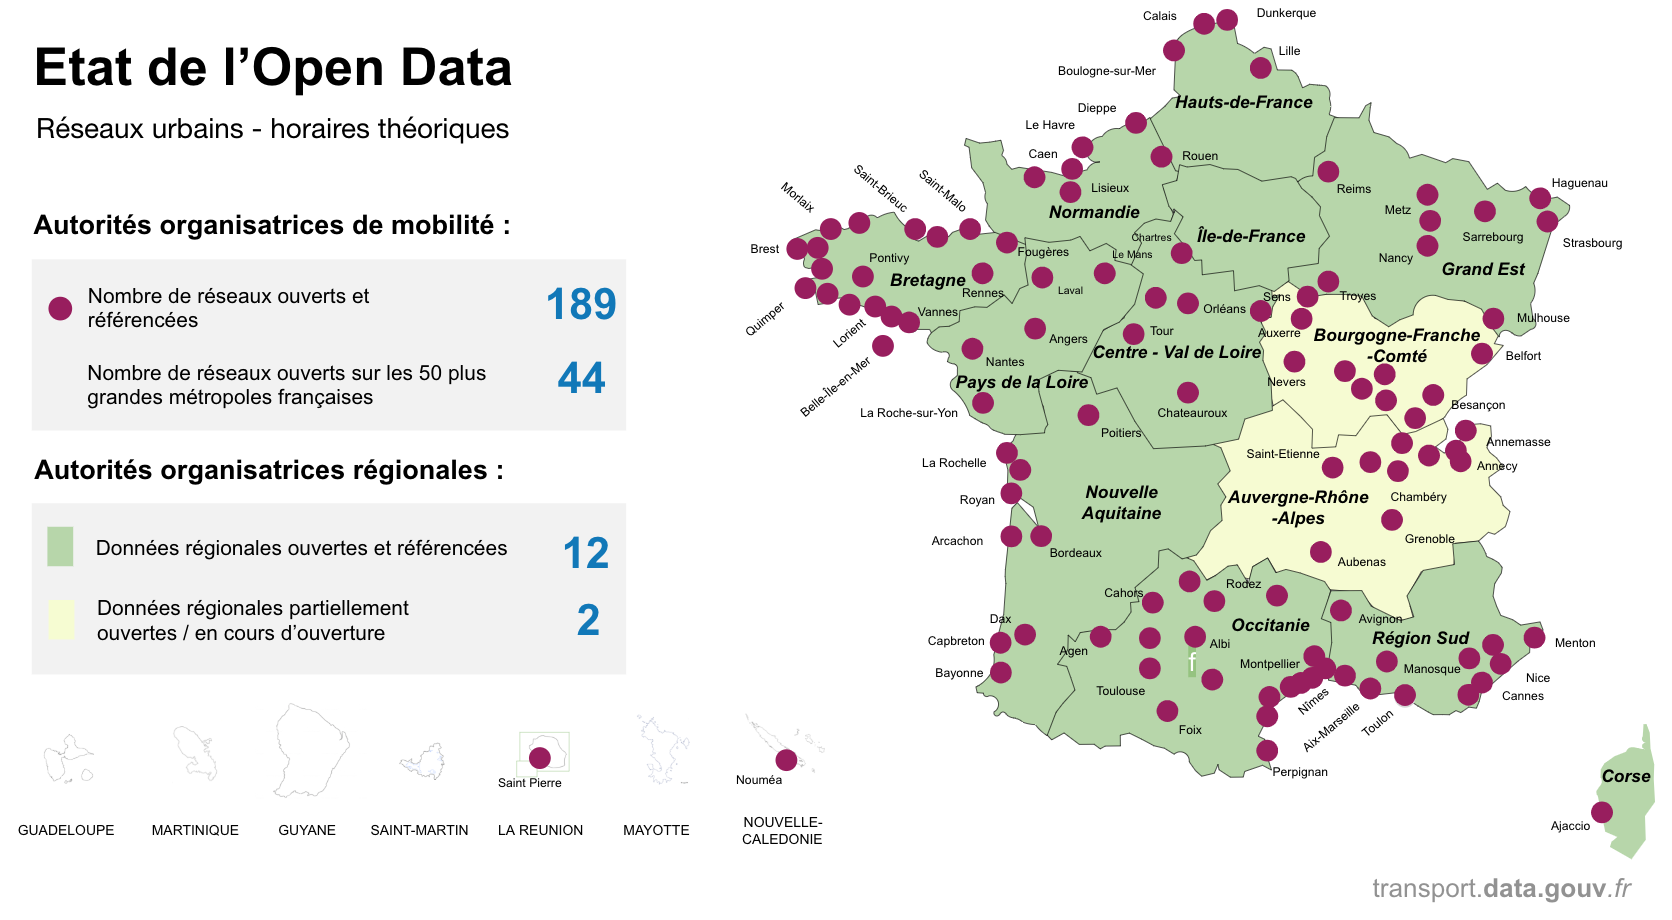 Etat de l’Open Data
Réseaux urbains - horaires théoriques
Autorités organisatrices de mobilité :
Nombre de réseaux ouverts et
référencées
189
Nombre de réseaux ouverts sur les 50 plus
grandes métropoles françaises
44
Autorités organisatrices régionales :
Données régionales ouvertes et référencées
12
Données régionales partiellement
ouvertes / en cours d’ouverture
2
Calais
Dunkerque
Lille
Boulogne-sur-Mer
Hauts-de-France
Dieppe
Le Havre
Caen
Rouen
Lisieux
Normandie
Reims
Metz
Haguenau
Sarrebourg
Strasbourg
Nancy
Grand Est
Morlaix
Saint-Brieuc
Saint-Malo
Brest
Pontivy
Fougères
Bretagne
Rennes
Quimper
Lorient
Vannes
Belle-Île-en-Mer
Chartres
Île-de-France
Le Mans
Laval
Orléans
Sens
Troyes
Mulhouse
Auxerre
Bourgogne-Franche
-Comté
Belfort
Tour
Angers
Centre - Val de Loire
Nantes
Pays de la Loire
Nevers
La Roche-sur-Yon
Chateauroux
Besançon
Poitiers
Annemasse
Saint-Etienne
Annecy
La Rochelle
Royan
Nouvelle
Aquitaine
Auvergne-Rhône
-Alpes
Chambéry
Grenoble
Arcachon
Bordeaux
Aubenas
Rodez
Cahors
Dax
Avignon
Occitanie
Région Sud
Capbreton
Agen
Albi
Menton
f
Montpellier
Manosque
Bayonne
Nice
Toulouse
Nîmes
Cannes
Aix-Marseille
Toulon
Foix
Perpignan
Corse
Ajaccio
Saint Pierre
Nouméa
GUADELOUPE
MARTINIQUE
GUYANE
SAINT-MARTIN
LA REUNION
MAYOTTE
NOUVELLE-
CALEDONIE
transport.data.gouv.fr